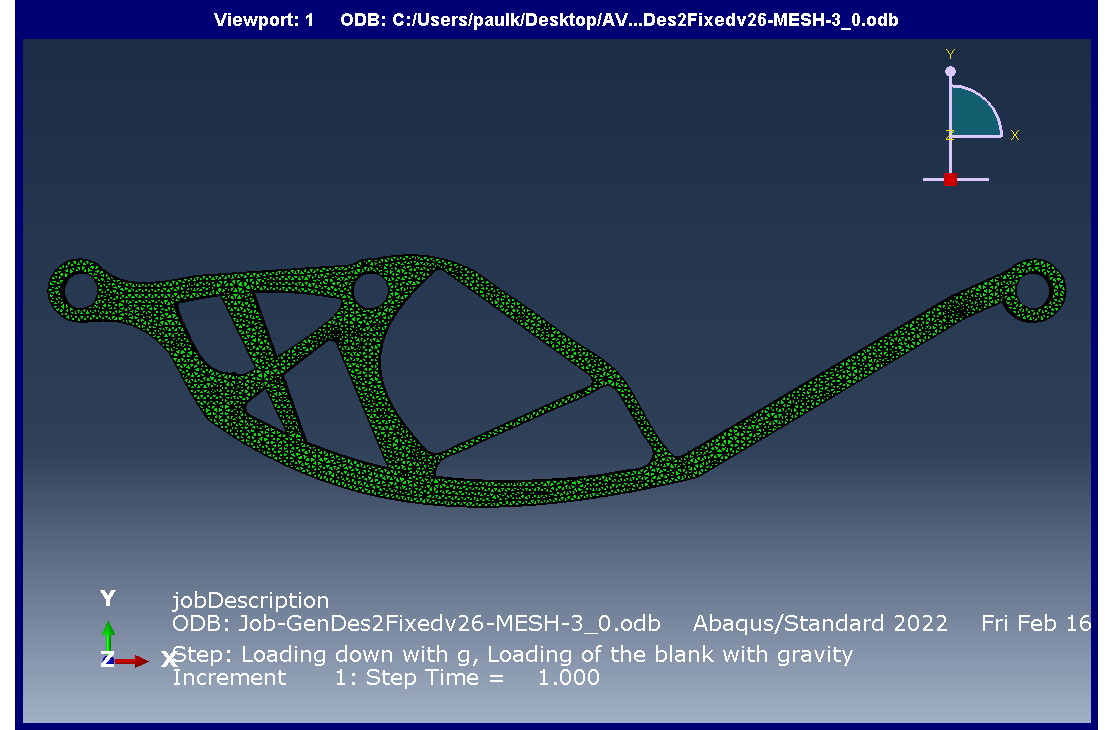 Viewport: 1 ODB: C:/Users/paulk/Desktop/AV...Des2Fixedv26-MESH-3_0.odb
Y
Z X
Y
Z X
jobDescription
ODB: Job-GenDes2Fixedv26-MESH-3_0.odb Abaqus/Standard 2022 Fri Feb 16
Step: Loading down with g, Loading of the blank with gravity
Increment 1: Step Time = 1.000